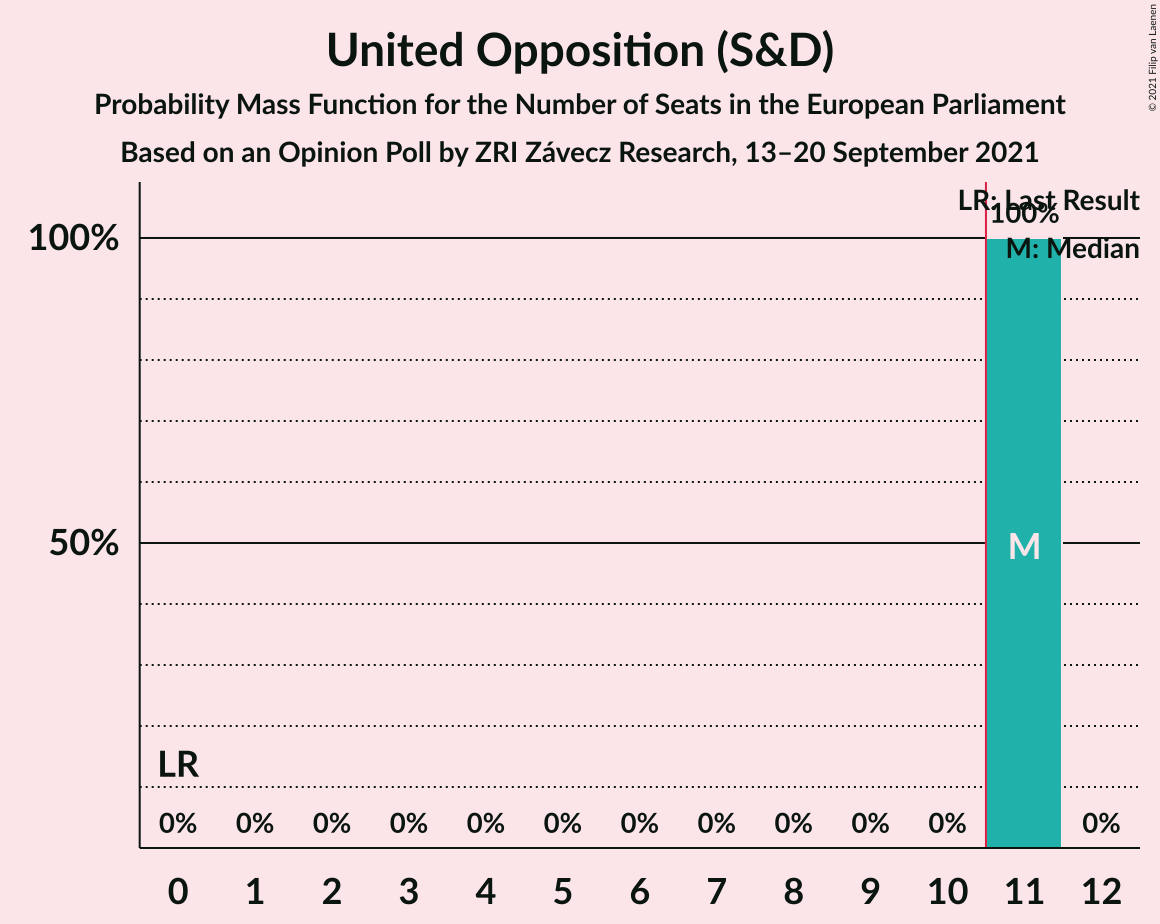 United Opposition (S&D)
Probability Mass Function for the Number of Seats in the European Parliament
Based on an Opinion Poll by ZRI Závecz Research, 13–20 September 2021
© 2021 Filip van Laenen
LR: Last Result
100%
M: Median
100%
50%
M
LR
0% 0% 0% 0% 0% 0% 0% 0% 0% 0% 0% 0%
0 1 2 3 4 5 6 7 8 9 10 11 12